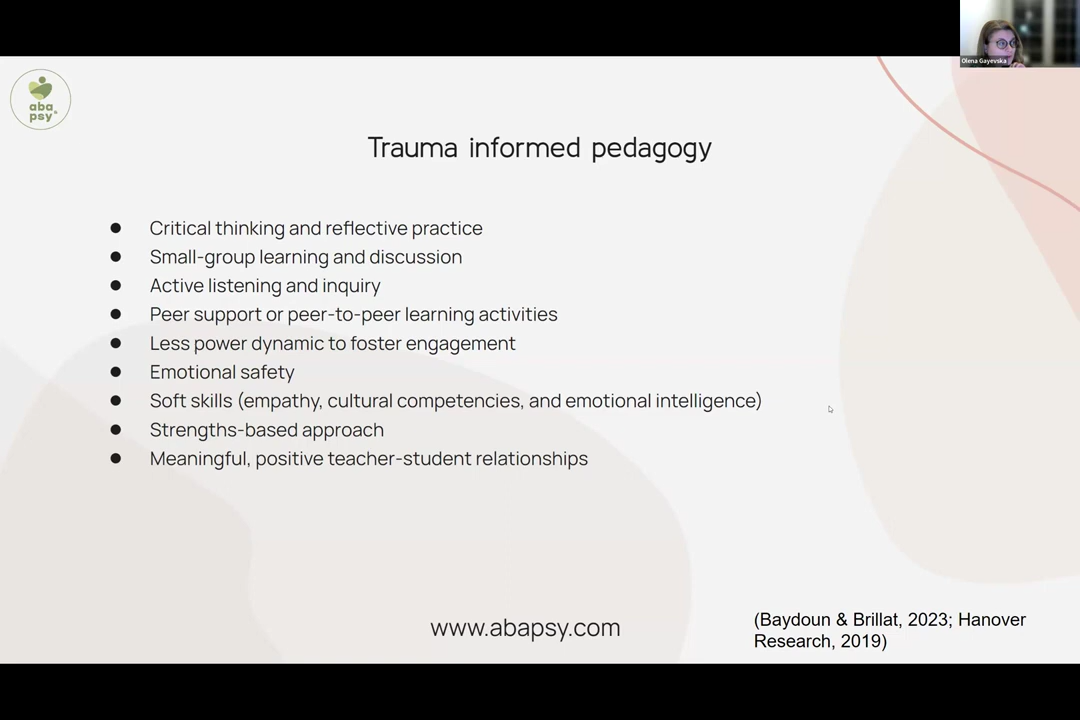 Olena Gayevska
aba
psy
Trauma informed pedagogy
● Critical thinking and reflective practice
● Small-group learning and discussion
● Active listening and inquiry
● Peer support or peer-to-peer learning activities
● Less power dynamic to foster engagement
● Emotional safety
● Soft skills (empathy, cultural competencies, and emotional intelligence)
● Strengths-based approach
● Meaningful, positive teacher-student relationships
www.abapsy.com
(Baydoun & Brillat, 2023; Hanover
Research, 2019)